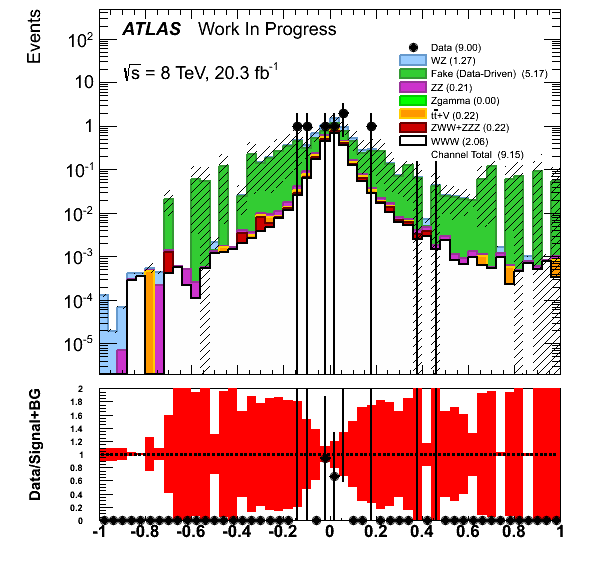 Events
ATLAS Work In Progress
√s = 8 TeV, 20.3 fb⁻¹
Data (9.00)
WZ (1.27)
Fake (Data-Driven) (5.17)
ZZ (0.21)
Zgamma (0.00)
tt̄+V (0.22)
ZWW+ZZZ (0.22)
WWW (2.06)
Channel Total (9.15)
10²
10
1
10⁻¹
10⁻²
10⁻³
10⁻⁴
10⁻⁵
Data/Signal+BG
2
1.8
1.6
1.4
1.2
1
0.8
0.6
0.4
0.2
0
-1 -0.8 -0.6 -0.4 -0.2 0 0.2 0.4 0.6 0.8 1